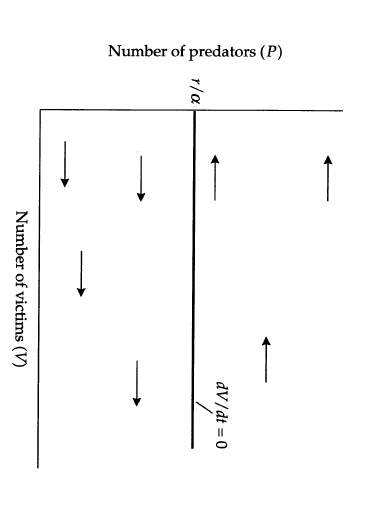 Number of predators (P)
r/α
Number of victims (V)
dV/dt = 0